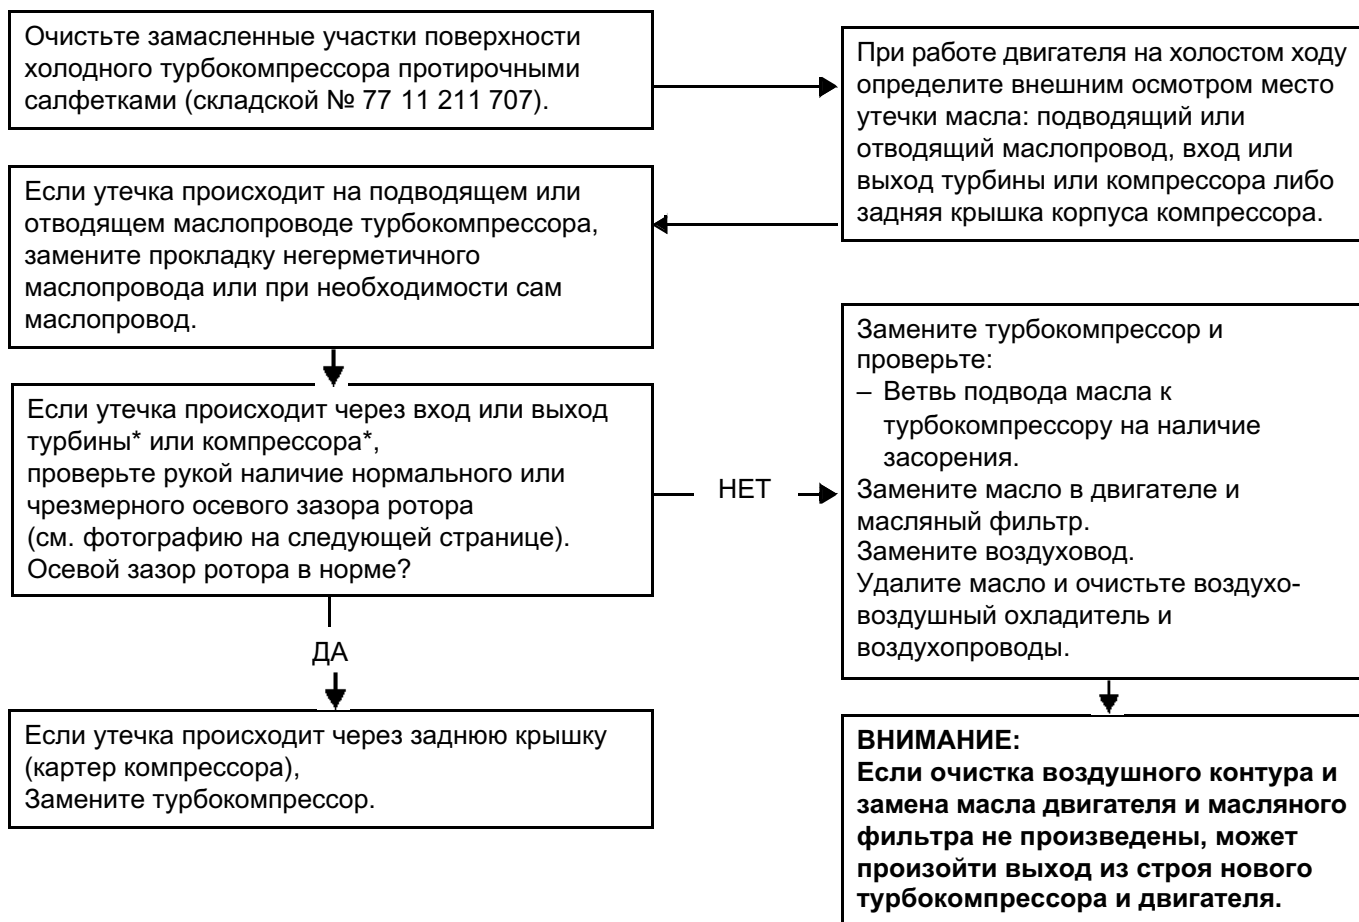 Очистьте замасленные участки поверхности
холодного турбокомпрессора протирочными
салфетками (складской № 77 11 211 707).
При работе двигателя на холостом ходу
определите внешним осмотром место
утечки масла: подводящий или
отводящий маслопровод, вход или
выход турбины или компрессора либо
задняя крышка корпуса компрессора.
Если утечка происходит на подводящем или
отводящем маслопроводе турбокомпрессора,
замените прокладку негерметичного
маслопровода или при необходимости сам
маслопровод.
Если утечка происходит через вход или выход
турбины* или компрессора*,
проверьте рукой наличие нормального или
чрезмерного осевого зазора ротора
(см. фотографию на следующей странице).
Осевой зазор ротора в норме?
НЕТ
Замените турбокомпрессор и
проверьте:
– Ветвь подвода масла к
турбокомпрессору на наличие
засорения.
Замените масло в двигателе и
масляный фильтр.
Замените воздуховод.
Удалите масло и очистьте воздухо-
воздушный охладитель и
воздухопроводы.
ДА
Если утечка происходит через заднюю крышку
(картер компрессора),
Замените турбокомпрессор.
ВНИМАНИЕ:
Если очистка воздушного контура и
замена масла двигателя и масляного
фильтра не произведены, может
произойти выход из строя нового
турбокомпрессора и двигателя.